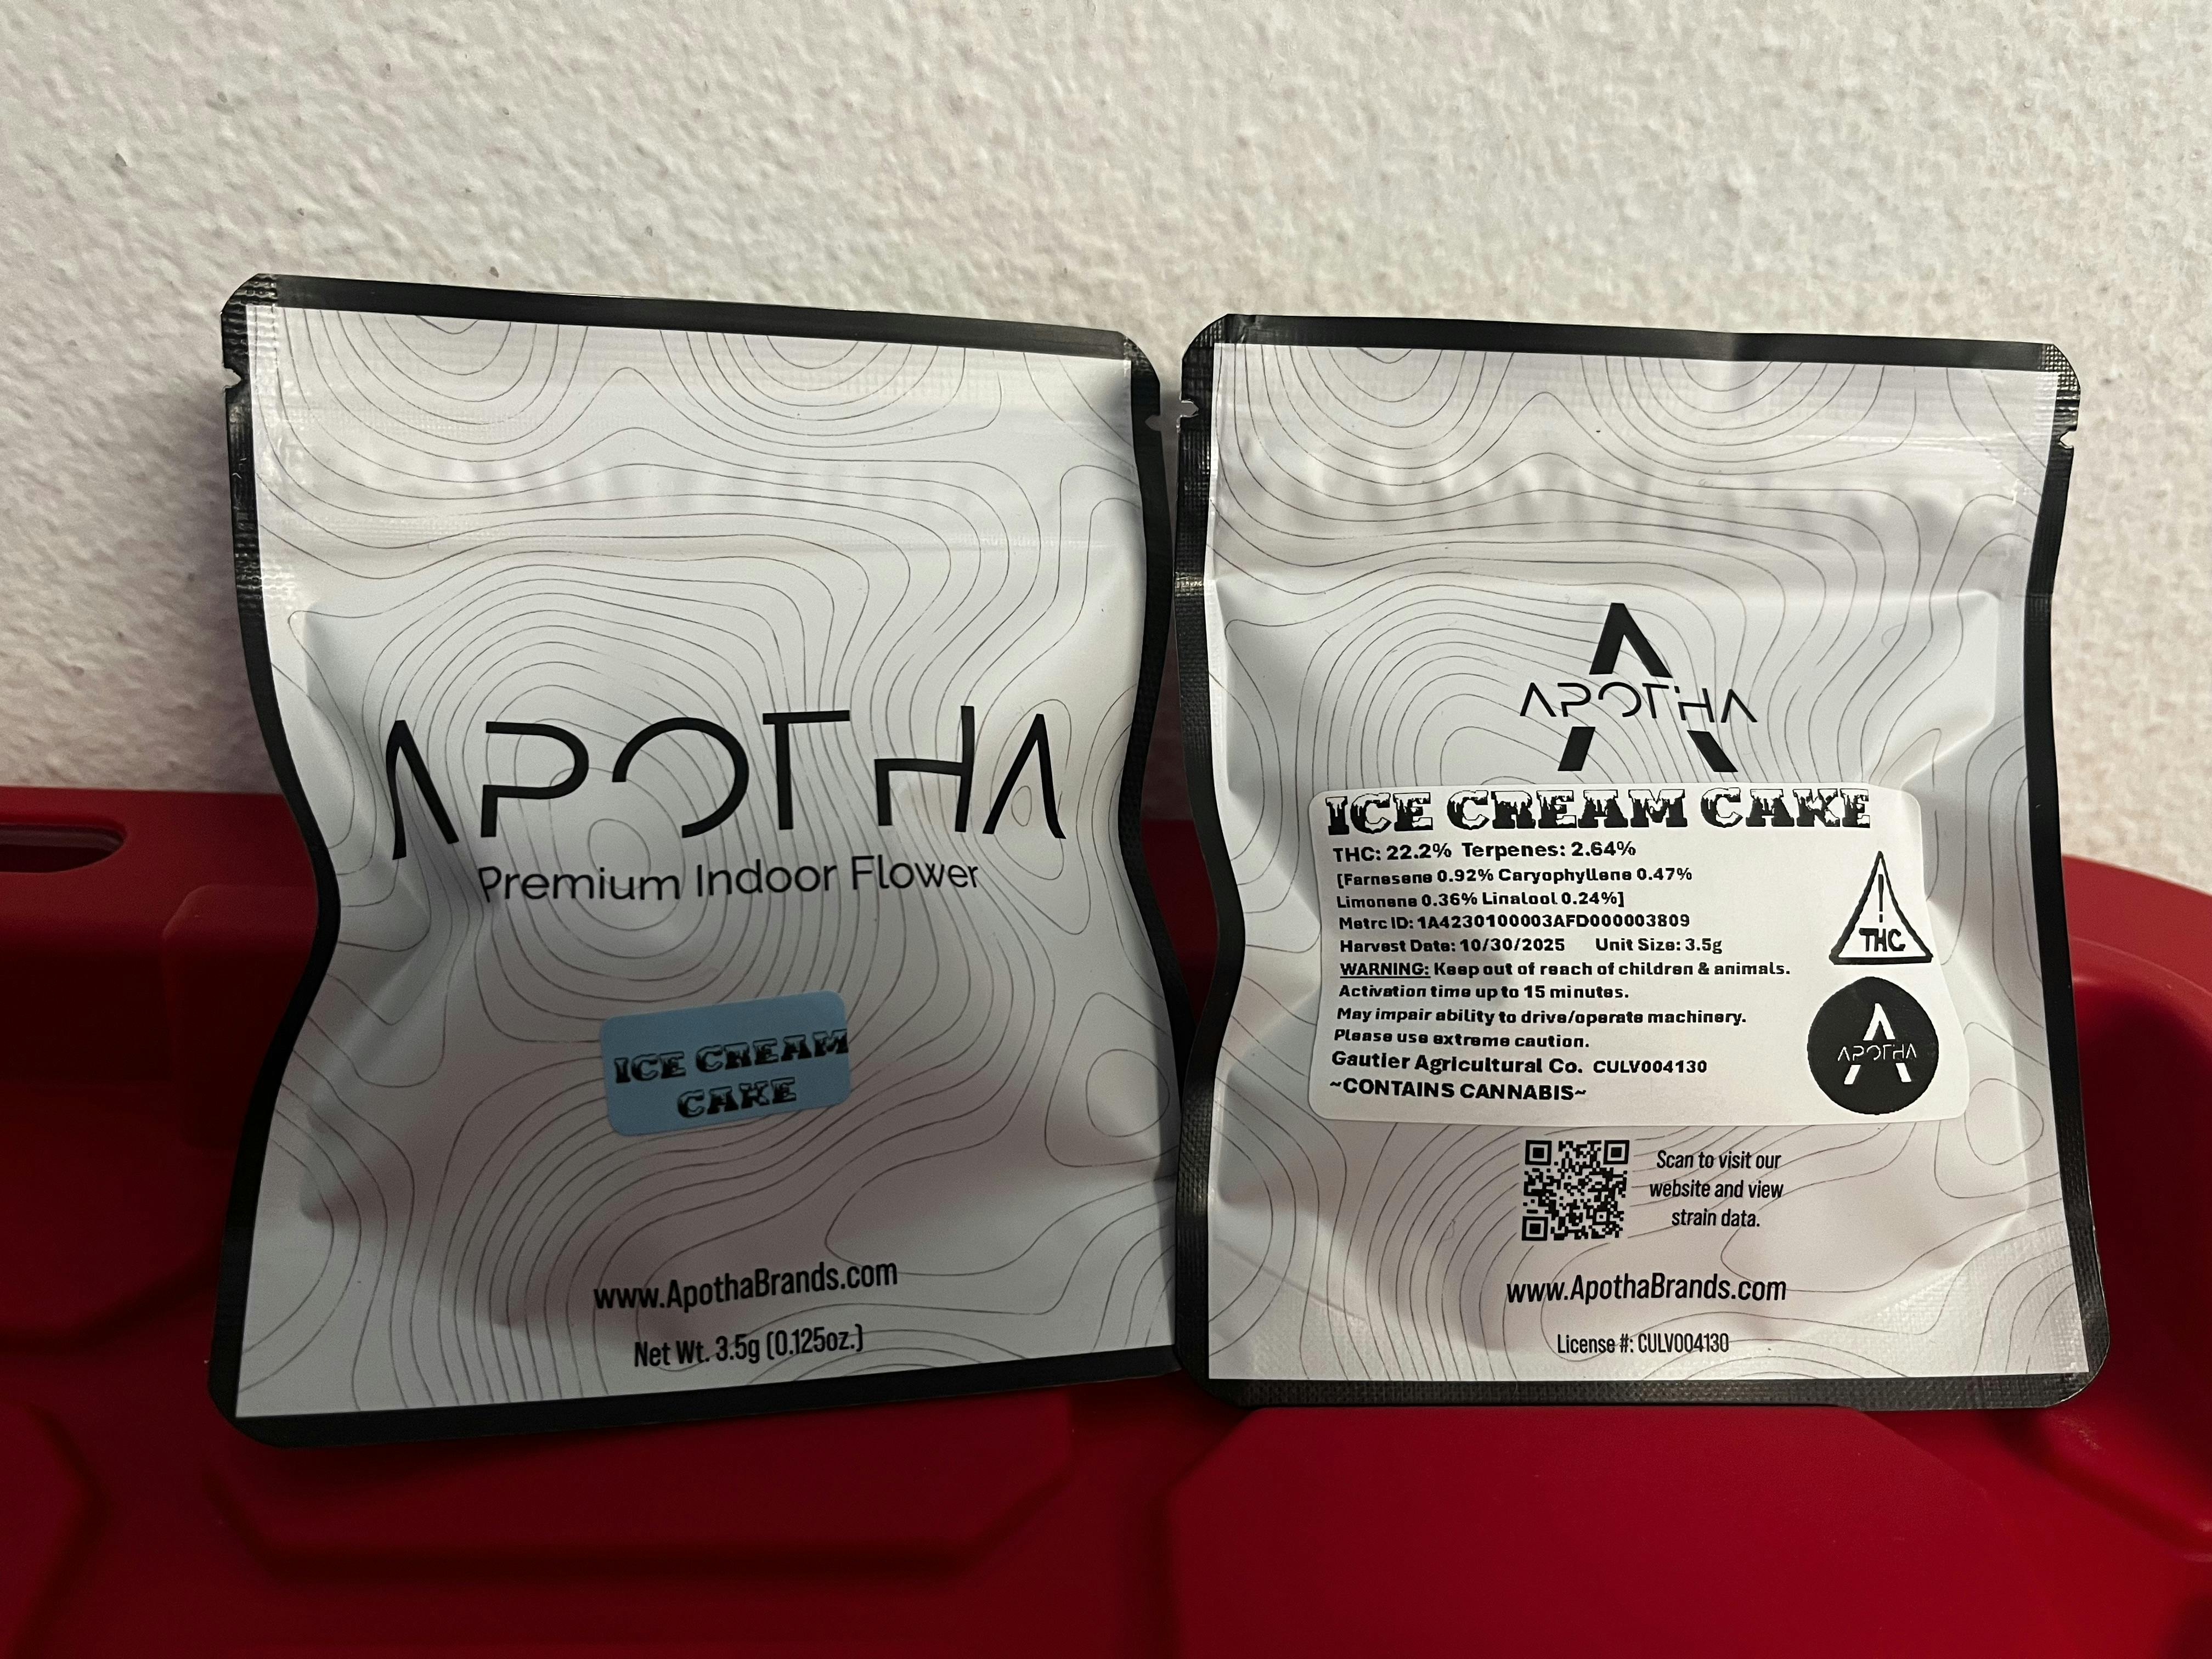 APOTHA
Premium Indoor Flower
ICE CREAM
CAKE
www.ApothaBrands.com
Net Wt. 3.5g (0.125oz.)
APOTHA
ICE CREAM CAKE
THC: 22.2% Terpenes: 2.64%
[Farnesene 0.92% Caryophyllene 0.47%
Limonene 0.36% Linalool 0.24%]
Metrc ID: 1A4230100003AFD000003809
Harvest Date: 10/30/2025 Unit Size: 3.5g
WARNING: Keep out of reach of children & animals.
Activation time up to 15 minutes.
May impair ability to drive/operate machinery.
Please use extreme caution.
Gautier Agricultural Co. CULV004130
~CONTAINS CANNABIS~
!
THC
APOTHA
Scan to visit our
website and view
strain data.
www.ApothaBrands.com
License #: CULV004130